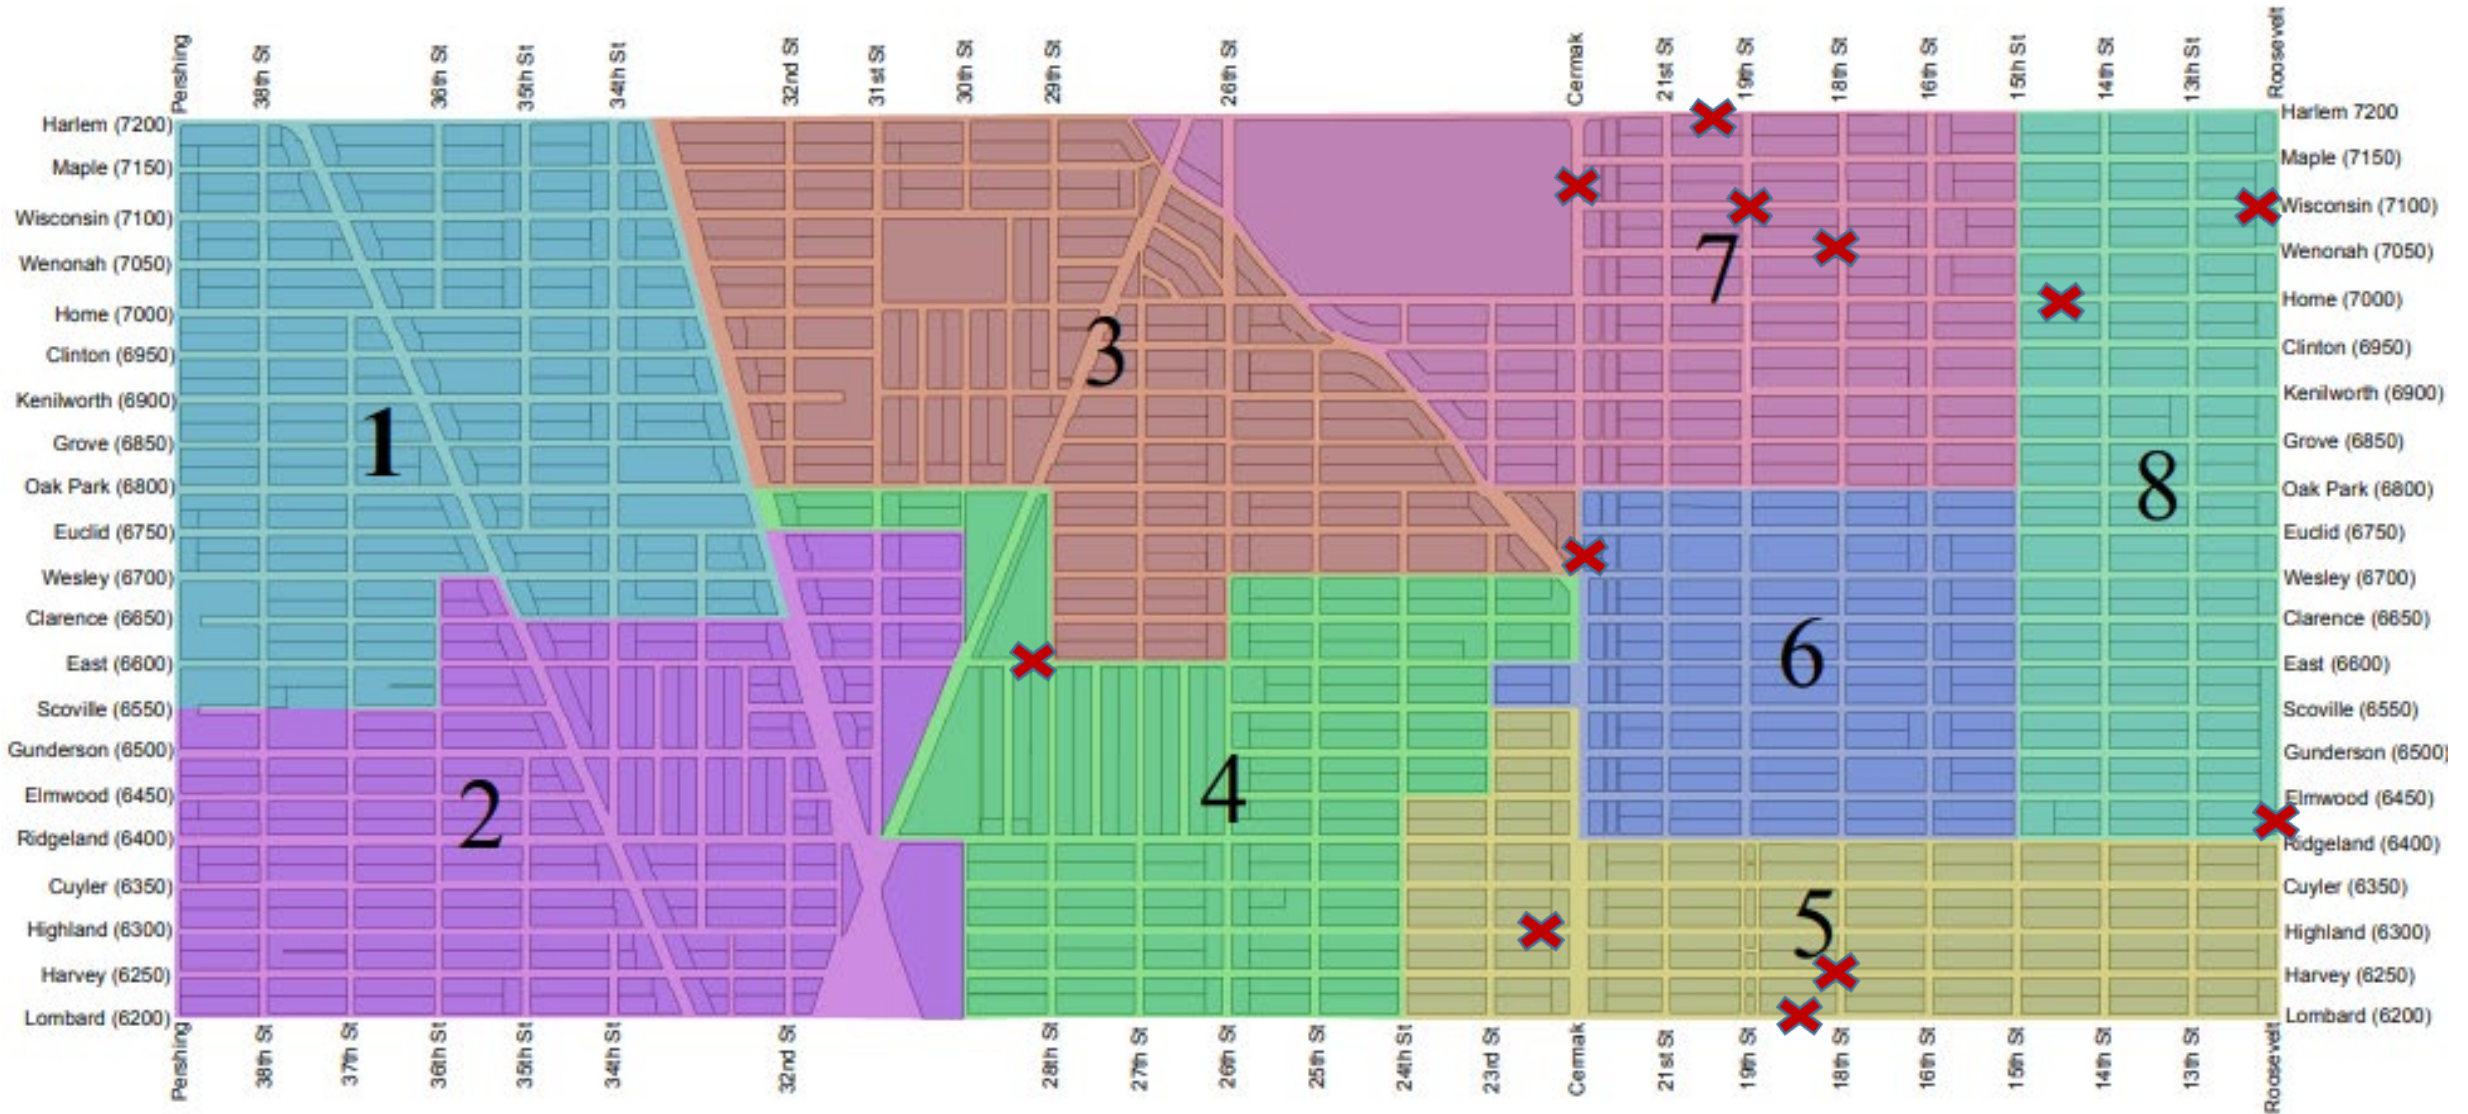 Pershing
38th St
36th St
35th St
34th St
32nd St
31st St
30th St
29th St
26th St
Cermak
21st St
19th St
18th St
16th St
15th St
14th St
13th St
Roosevelt
Harlem (7200)
Maple (7150)
Wisconsin (7100)
Wenonah (7050)
Home (7000)
Clinton (6950)
Kenilworth (6900)
Grove (6850)
Oak Park (6800)
Euclid (6750)
Wesley (6700)
Clarence (6650)
East (6600)
Scoville (6550)
Gunderson (6500)
Elmwood (6450)
Ridgeland (6400)
Cuyler (6350)
Highland (6300)
Harvey (6250)
Lombard (6200)
1
2
3
4
5
6
7
8
Harlem 7200
Maple (7150)
Wisconsin (7100)
Wenonah (7050)
Home (7000)
Clinton (6950)
Kenilworth (6900)
Grove (6850)
Oak Park (6800)
Euclid (6750)
Wesley (6700)
Clarence (6650)
East (6600)
Scoville (6550)
Gunderson (6500)
Elmwood (6450)
Ridgeland (6400)
Cuyler (6350)
Highland (6300)
Harvey (6250)
Lombard (6200)
Pershing
38th St
37th St
36th St
35th St
34th St
32nd St
28th St
27th St
26th St
25th St
24th St
23rd St
Cermak
21st St
19th St
18th St
16th St
15th St
14th St
13th St
Roosevelt